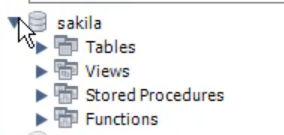 sakila
Tables
Views
Stored Procedures
Functions